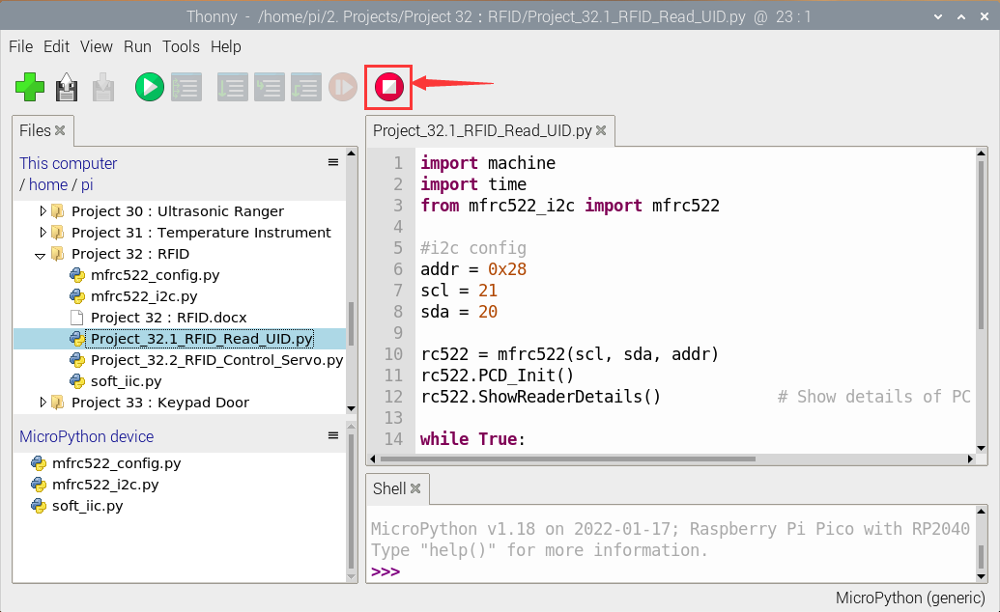 Thonny - /home/pi/2. Projects/Project 32 : RFID/Project_32.1_RFID_Read_UID.py @ 23 : 1
File Edit View Run Tools Help
Files
This computer
/ home / pi
Project 30 : Ultrasonic Ranger
Project 31 : Temperature Instrument
Project 32 : RFID
mfrc522_config.py
mfrc522_i2c.py
Project 32 : RFID.docx
Project_32.1_RFID_Read_UID.py
Project_32.2_RFID_Control_Servo.py
soft_iic.py
Project 33 : Keypad Door
MicroPython device
mfrc522_config.py
mfrc522_i2c.py
soft_iic.py
Project_32.1_RFID_Read_UID.py
1 import machine
2 import time
3 from mfrc522_i2c import mfrc522
4
5 #i2c config
6 addr = 0x28
7 scl = 21
8 sda = 20
9
10 rc522 = mfrc522(scl, sda, addr)
11 rc522.PCD_Init()
12 rc522.ShowReaderDetails() # Show details of PC
13
14 while True:
Shell
MicroPython v1.18 on 2022-01-17; Raspberry Pi Pico with RP2040
Type "help()" for more information.
>>>
MicroPython (generic)